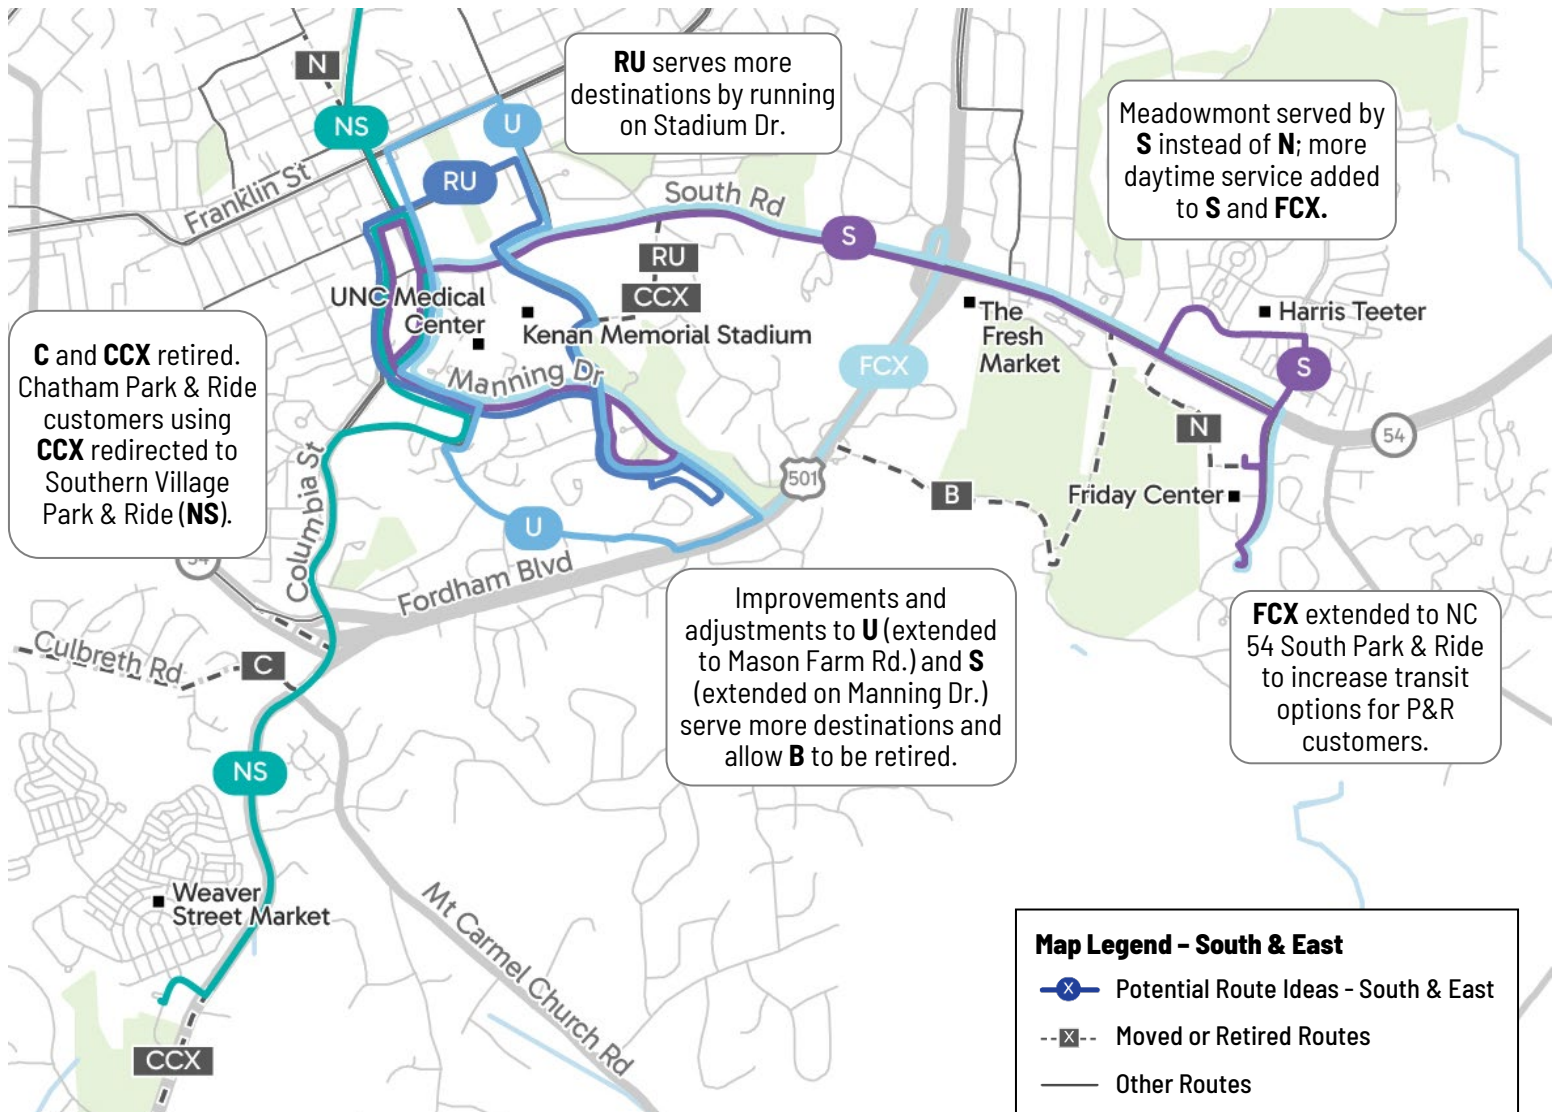 N
NS
U
RU serves more
destinations by running
on Stadium Dr.
Meadowmont served by
S instead of N; more
daytime service added
to S and FCX.
RU
Franklin St
South Rd
S
RU
CCX
UNC Medical
Center
Kenan Memorial Stadium
The
Fresh
Market
Harris Teeter
C and CCX retired.
Chatham Park & Ride
customers using
CCX redirected to
Southern Village
Park & Ride (NS).
Manning Dr
FCX
S
N
54
501
B
Friday Center
Columbia St
U
54
Fordham Blvd
Improvements and
adjustments to U (extended
to Mason Farm Rd.) and S
(extended on Manning Dr.)
serve more destinations and
allow B to be retired.
FCX extended to NC
54 South Park & Ride
to increase transit
options for P&R
customers.
Culbreth Rd
C
NS
Weaver
Street Market
Mt Carmel Church Rd
CCX
Map Legend - South & East
X Potential Route Ideas - South & East
X Moved or Retired Routes
Other Routes